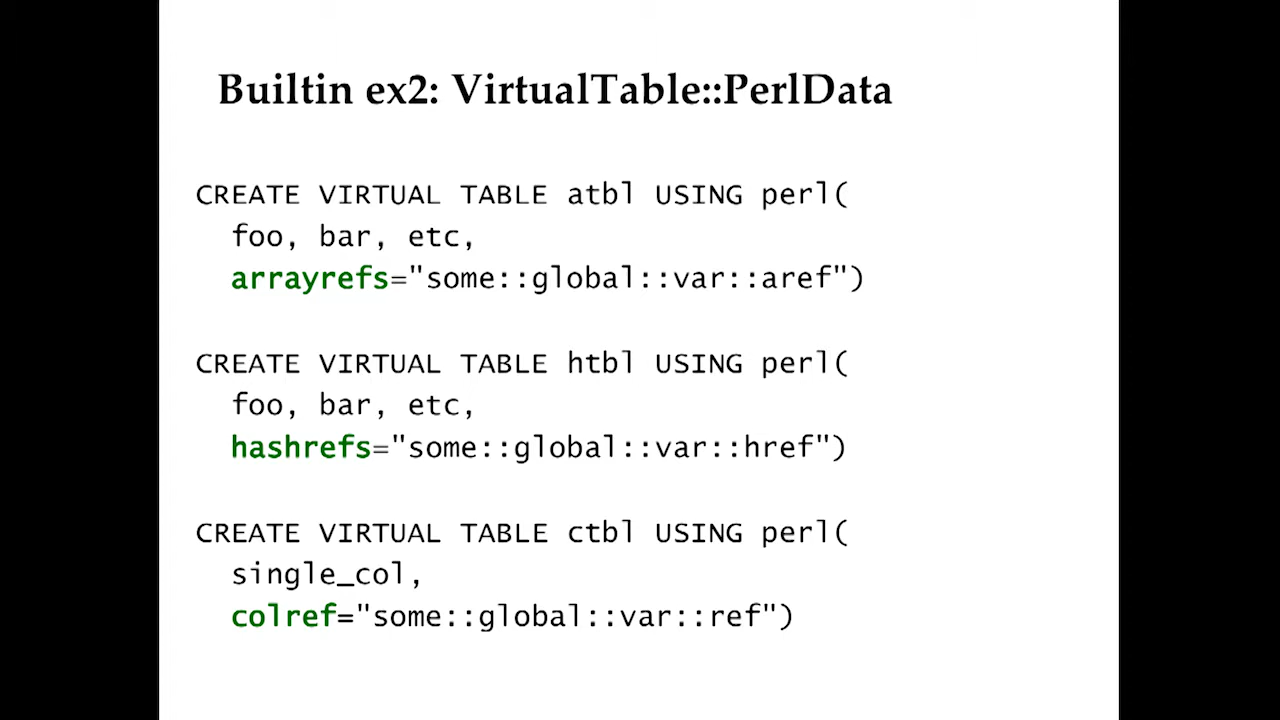 Builtin ex2: VirtualTable::PerlData
CREATE VIRTUAL TABLE atbl USING perl(
foo, bar, etc,
arrayrefs="some::global::var::aref")
CREATE VIRTUAL TABLE htbl USING perl(
foo, bar, etc,
hashrefs="some::global::var::href")
CREATE VIRTUAL TABLE ctbl USING perl(
single_col,
colref="some::global::var::ref")